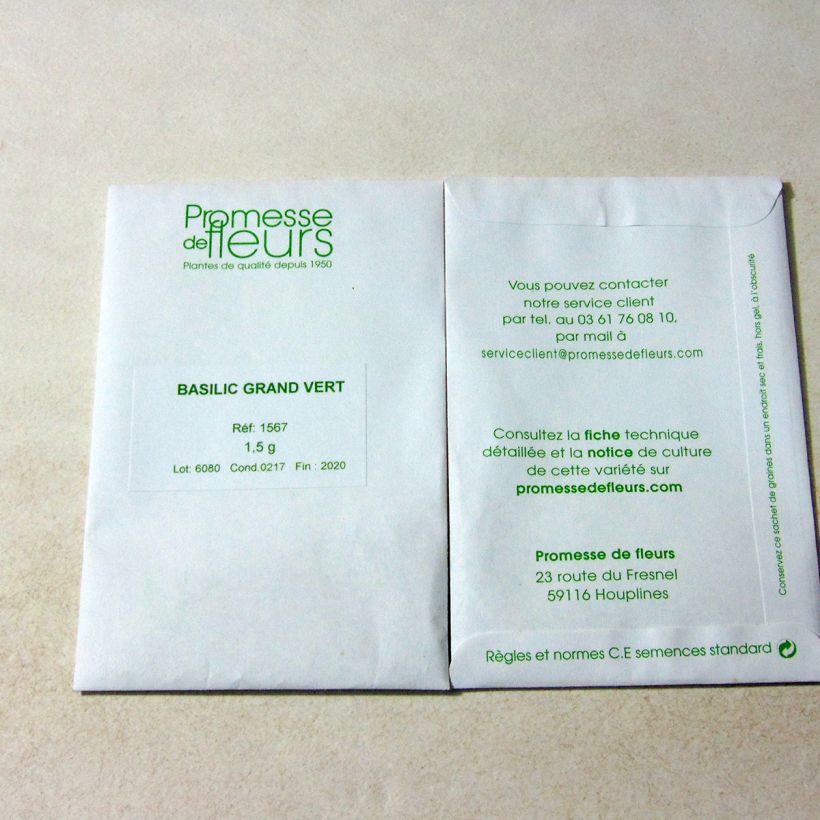 Promesse
de fleurs
Plantes de qualité depuis 1950
BASILIC GRAND VERT
Réf: 1567
1,5 g
Lot: 6080 Cond.0217 Fin : 2020
Vous pouvez contacter
notre service client
par tel. au 03 61 76 08 10,
par mail à
serviceclient@promessedefleurs.com
Consultez la fiche technique
détaillée et la notice de culture
de cette variété sur
promessedefleurs.com
Promesse de fleurs
23 route du Fresnel
59116 Houplines
Règles et normes C.E semences standard
Conservez ce sachet de graines dans un endroit sec et frais, hors gel, à l'obscurité